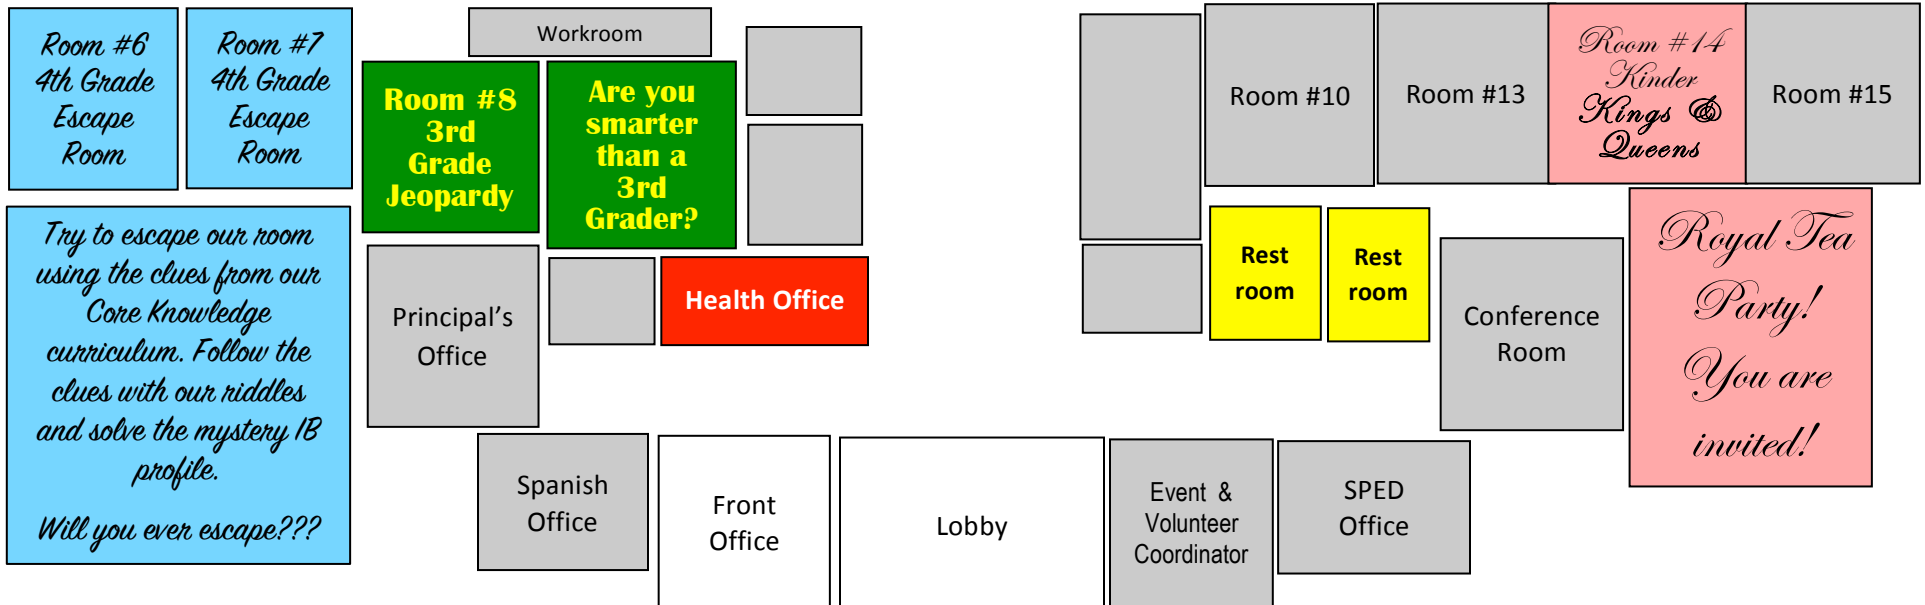 Room #6
4th Grade
Escape
Room
Room #7
4th Grade
Escape
Room
Workroom
Room #8
3rd
Grade
Jeopardy
Are you
smarter
than a
3rd
Grader?
Room #10
Room #13
Room #14
Kinder
Kings &
Queens
Room #15
Try to escape our room
using the clues from our
Core Knowledge
curriculum. Follow the
clues with our riddles
and solve the mystery IB
profile.
Will you ever escape???
Principal’s
Office
Health Office
Rest
room
Rest
room
Conference
Room
Royal Tea
Party!
You are
invited!
Spanish
Office
Front
Office
Lobby
Event &
Volunteer
Coordinator
SPED
Office